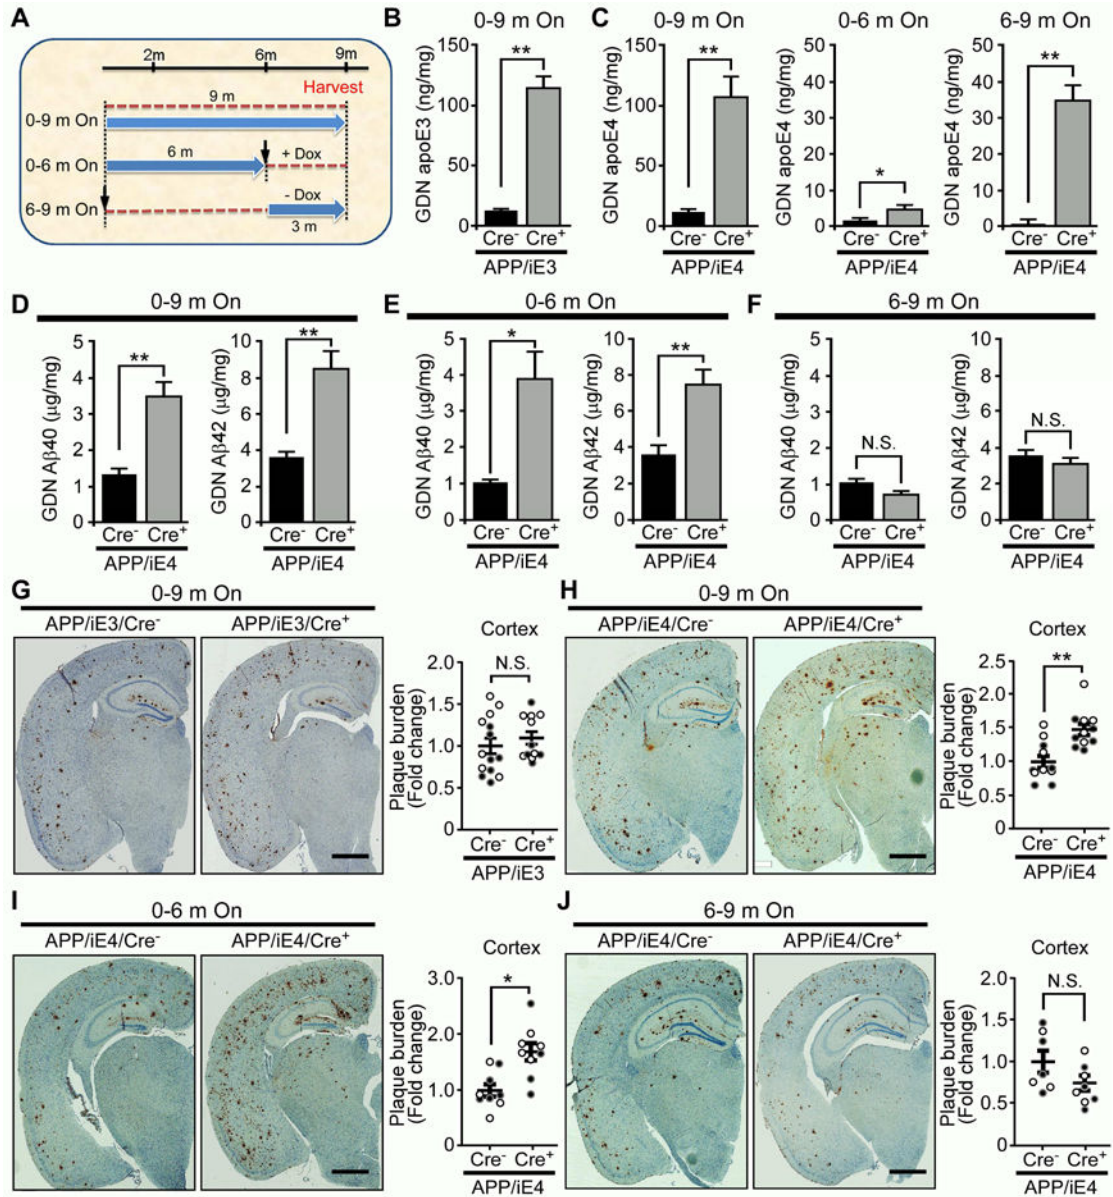 A
2m
6m
9m
Harvest
9 m
0-9 m On
6 m
+ Dox
0-6 m On
- Dox
6-9 m On
3 m
B
0-9 m On
GDN apoE3 (ng/mg)
150
100
50
0
**
Cre- Cre+
APP/iE3
C
0-9 m On
GDN apoE4 (ng/mg)
150
100
50
0
**
Cre- Cre+
APP/iE4
0-6 m On
GDN apoE4 (ng/mg)
50
40
30
20
10
0
*
Cre- Cre+
APP/iE4
6-9 m On
GDN apoE4 (ng/mg)
50
40
30
20
10
0
**
Cre- Cre+
APP/iE4
D
0-9 m On
GDN Aβ40 (μg/mg)
5
4
3
2
1
0
**
Cre- Cre+
APP/iE4
GDN Aβ42 (μg/mg)
10
8
6
4
2
0
**
Cre- Cre+
APP/iE4
E
0-6 m On
GDN Aβ40 (μg/mg)
5
4
3
2
1
0
*
Cre- Cre+
APP/iE4
GDN Aβ42 (μg/mg)
10
8
6
4
2
0
**
Cre- Cre+
APP/iE4
F
6-9 m On
GDN Aβ40 (μg/mg)
5
4
3
2
1
0
N.S.
Cre- Cre+
APP/iE4
GDN Aβ42 (μg/mg)
10
8
6
4
2
0
N.S.
Cre- Cre+
APP/iE4
G
0-9 m On
APP/iE3/Cre-
APP/iE3/Cre+
Cortex
Plaque burden
(Fold change)
2.0
1.5
1.0
0.5
0
N.S.
Cre- Cre+
APP/iE3
H
0-9 m On
APP/iE4/Cre-
APP/iE4/Cre+
Cortex
Plaque burden
(Fold change)
2.5
2.0
1.5
1.0
0.5
0
**
Cre- Cre+
APP/iE4
I
0-6 m On
APP/iE4/Cre-
APP/iE4/Cre+
Cortex
Plaque burden
(Fold change)
3.0
2.0
1.0
0
*
Cre- Cre+
APP/iE4
J
6-9 m On
APP/iE4/Cre-
APP/iE4/Cre+
Cortex
Plaque burden
(Fold change)
2.0
1.5
1.0
0.5
0
N.S.
Cre- Cre+
APP/iE4